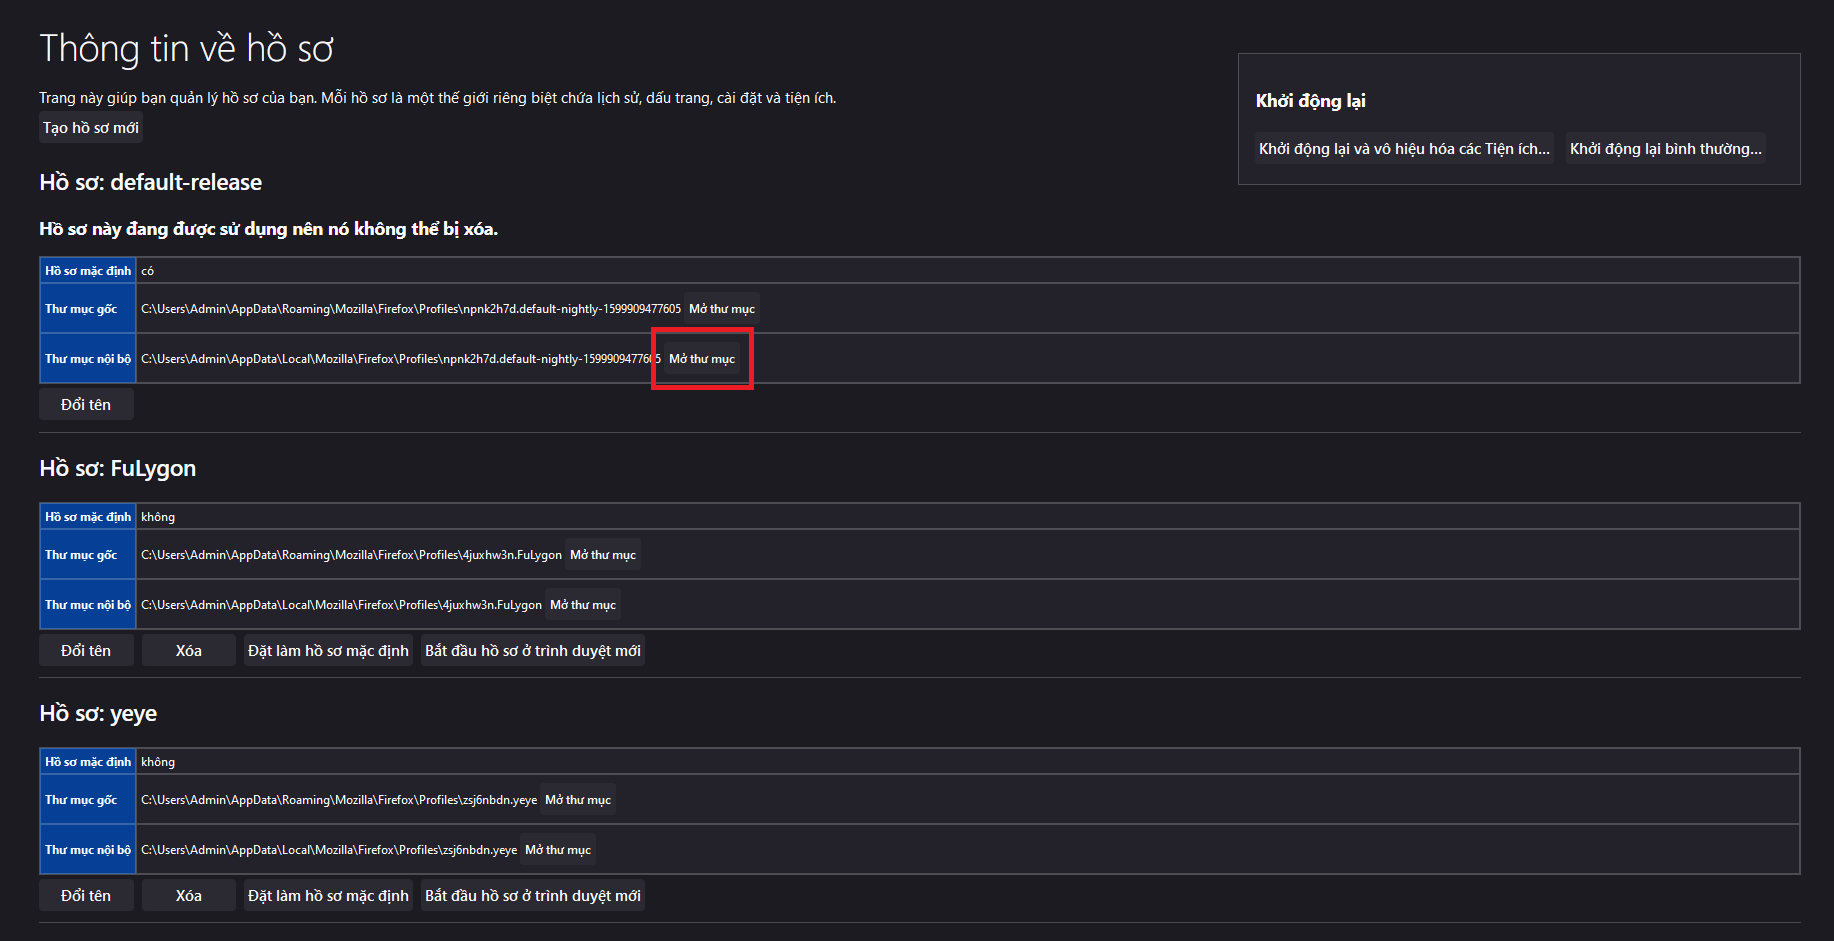 Thông tin về hồ sơ
Trang này giúp bạn quản lý hồ sơ của bạn. Mỗi hồ sơ là một thế giới riêng biệt chứa lịch sử, dấu trang, cài đặt và tiện ích.
Tạo hồ sơ mới
Khởi động lại
Khởi động lại và vô hiệu hóa các Tiện ích... Khởi động lại bình thường...
Hồ sơ: default-release
Hồ sơ này đang được sử dụng nên nó không thể bị xóa.
Hồ sơ mặc định có
Thư mục gốc C:\Users\Admin\AppData\Roaming\Mozilla\Firefox\Profiles\npnk2h7d.default-nightly-1599909477605 Mở thư mục
Thư mục nội bộ C:\Users\Admin\AppData\Local\Mozilla\Firefox\Profiles\npnk2h7d.default-nightly-1599909477605 Mở thư mục
Đổi tên
Hồ sơ: FuLygon
Hồ sơ mặc định không
Thư mục gốc C:\Users\Admin\AppData\Roaming\Mozilla\Firefox\Profiles\4juxhw3n.FuLygon Mở thư mục
Thư mục nội bộ C:\Users\Admin\AppData\Local\Mozilla\Firefox\Profiles\4juxhw3n.FuLygon Mở thư mục
Đổi tên Xóa Đặt làm hồ sơ mặc định Bắt đầu hồ sơ ở trình duyệt mới
Hồ sơ: yeye
Hồ sơ mặc định không
Thư mục gốc C:\Users\Admin\AppData\Roaming\Mozilla\Firefox\Profiles\zsj6nbdn.yeye Mở thư mục
Thư mục nội bộ C:\Users\Admin\AppData\Local\Mozilla\Firefox\Profiles\zsj6nbdn.yeye Mở thư mục
Đổi tên Xóa Đặt làm hồ sơ mặc định Bắt đầu hồ sơ ở trình duyệt mới